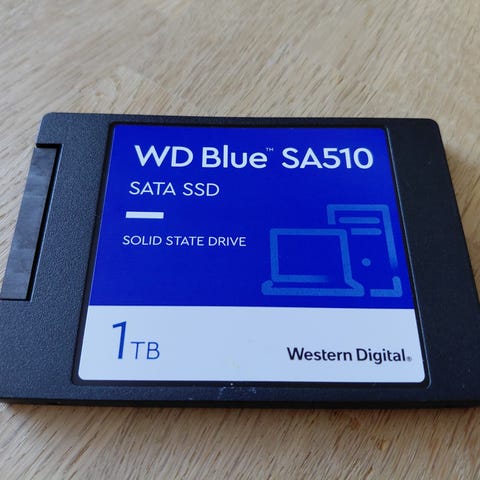 WD Blue™ SA510
SATA SSD
SOLID STATE DRIVE
1TB
Western Digital®